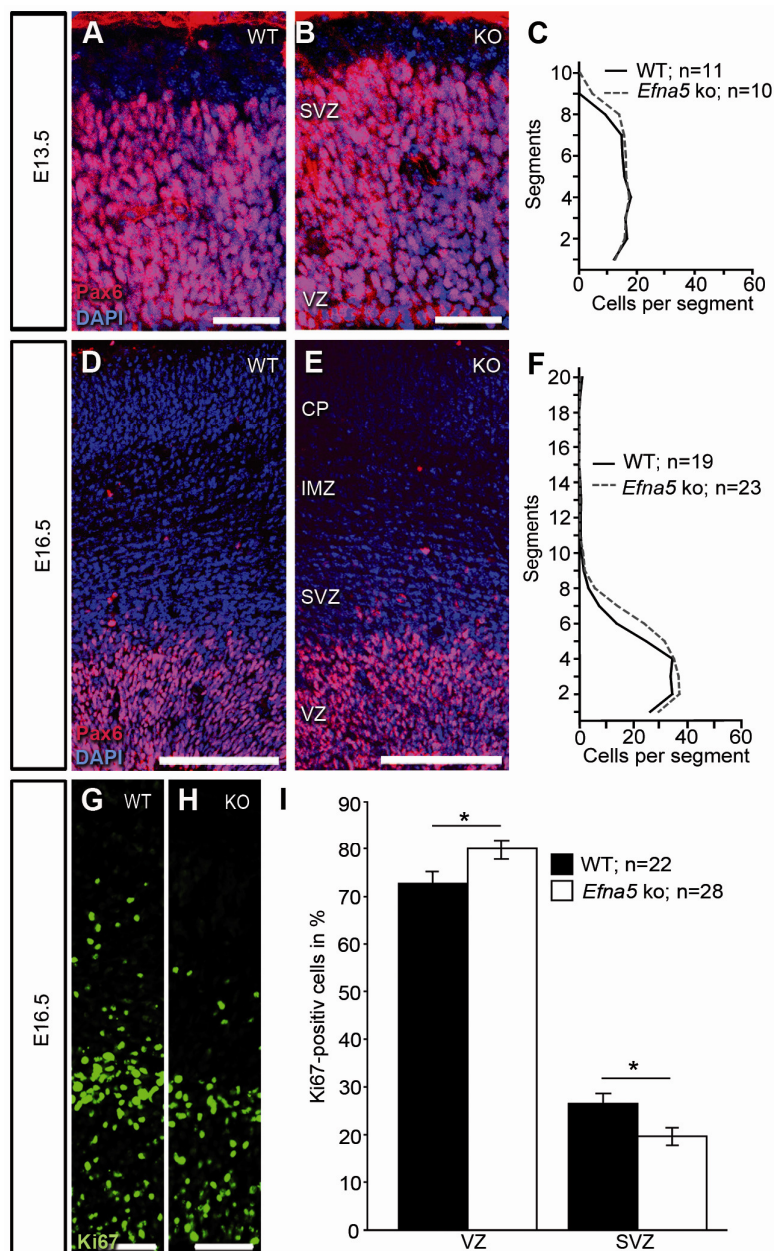 E13.5
A
WT
Pax6
DAPI
B
KO
SVZ
VZ
C
WT; n=11
Efna5 ko; n=10
Segments
10
8
6
4
2
0 20 40 60
Cells per segment
E16.5
D
WT
Pax6
DAPI
E
KO
CP
IMZ
SVZ
VZ
F
WT; n=19
Efna5 ko; n=23
Segments
20
18
16
14
13
10
8
6
4
2
0 20 40 60
Cells per segment
E16.5
G
WT
Ki67
H
KO
I
WT; n=22
Efna5 ko; n=28
*
*
Ki67-positiv cells in %
90
80
70
60
50
40
30
20
10
0
VZ SVZ